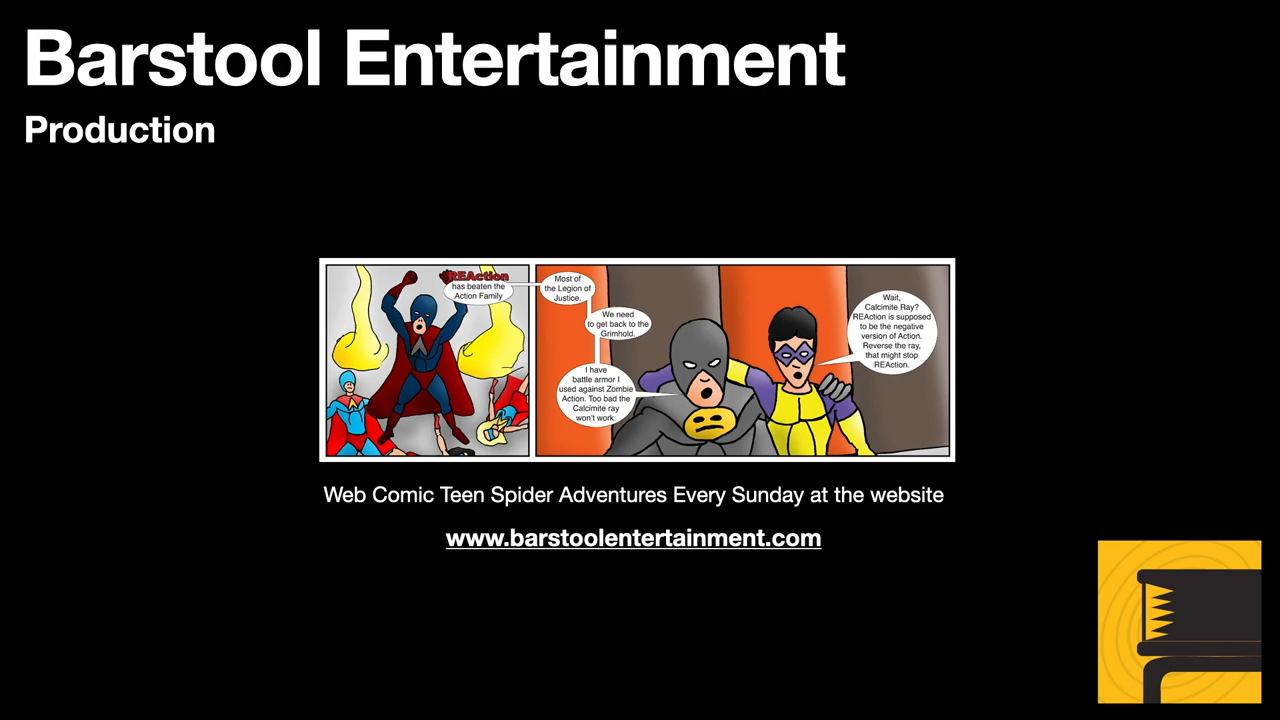 Barstool Entertainment
Production
REAction
has beaten the
Action Family
Most of
the Legion of
Justice.
We need
to get back to the
Grimhold.
I have
battle armor I
used against Zombie
Action. Too bad the
Calcimite ray
won't work.
Wait,
Calcimite Ray?
REAction is supposed
to be the negative
version of Action.
Reverse the ray,
that might stop
REAction.
Web Comic Teen Spider Adventures Every Sunday at the website
www.barstoolentertainment.com